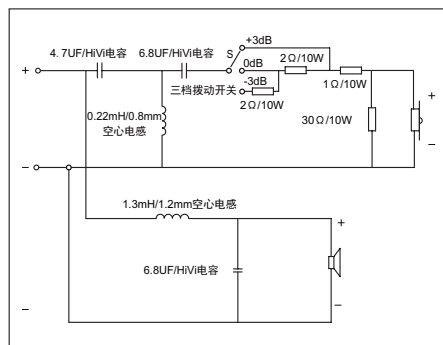 +3dB
4.7UF/HiVi电容
6.8UF/HiVi电容
S
0dB
2Ω/10W
+
-3dB
1Ω/10W
三档拨动开关
2Ω/10W
+
0.22mH/0.8mm
空心电感
30Ω/10W
−
−
1.3mH/1.2mm空心电感
+
6.8UF/HiVi电容
−
−